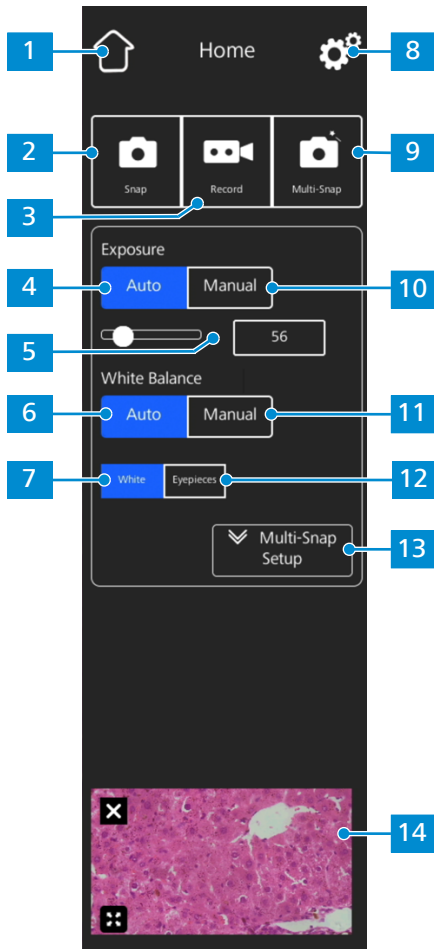 1 Home 8
2 9
Snap Record Multi-Snap
3
Exposure
4 Auto Manual 10
5 56
White Balance
6 Auto Manual 11
7 White Eyepieces 12
Multi-Snap
Setup 13
14